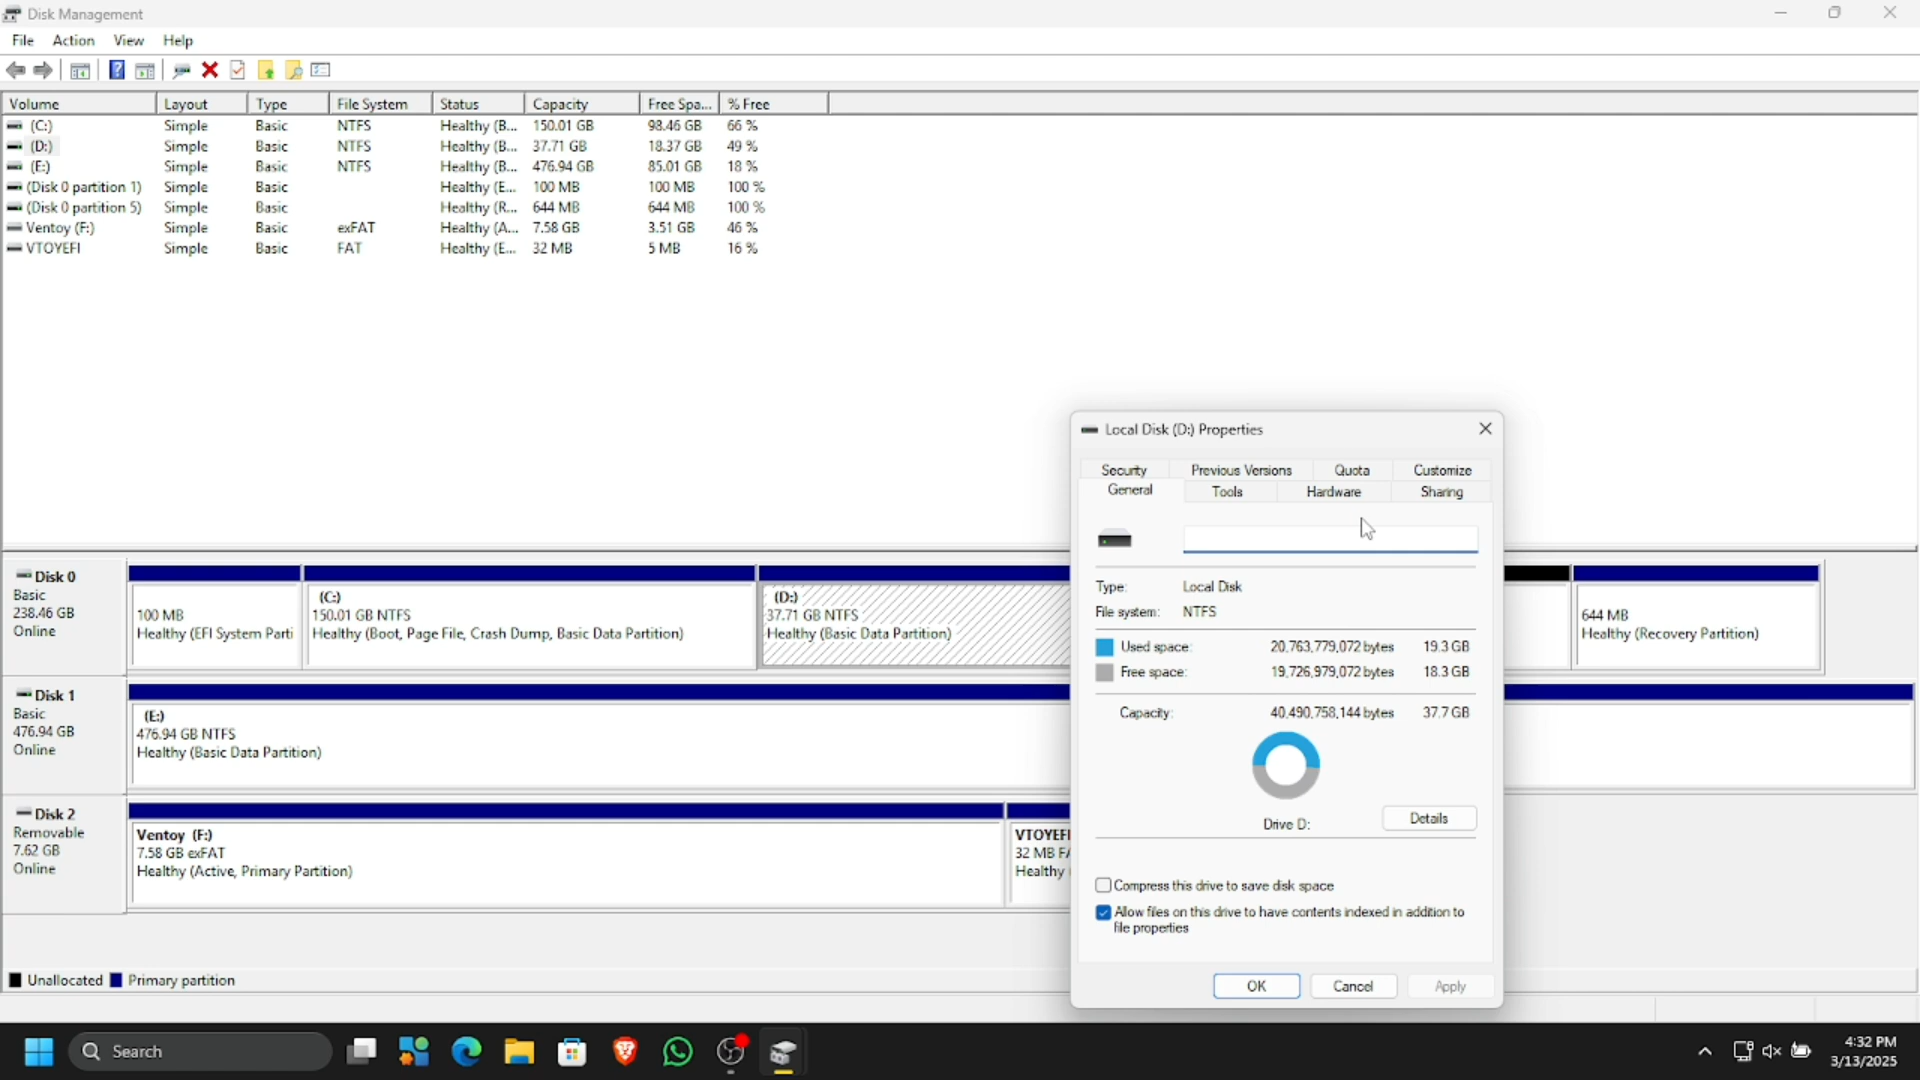 Disk Management
File Action View Help
Volume Layout Type File System Status Capacity Free Spa... % Free
(C:) Simple Basic NTFS Healthy (B... 150.01 GB 98.46 GB 66 %
(D:) Simple Basic NTFS Healthy (B... 37.71 GB 18.37 GB 49 %
(E:) Simple Basic NTFS Healthy (B... 476.94 GB 85.01 GB 18 %
(Disk 0 partition 1) Simple Basic Healthy (E... 100 MB 100 MB 100 %
(Disk 0 partition 5) Simple Basic Healthy (R... 644 MB 644 MB 100 %
Ventoy (F:) Simple Basic exFAT Healthy (A... 7.58 GB 3.51 GB 46 %
VTOYEFI Simple Basic FAT Healthy (E... 32 MB 5 MB 16 %
Disk 0
Basic
238.46 GB
Online
100 MB
Healthy (EFI System Parti
(C:)
150.01 GB NTFS
Healthy (Boot, Page File, Crash Dump, Basic Data Partition)
(D:)
37.71 GB NTFS
Healthy (Basic Data Partition)
644 MB
Healthy (Recovery Partition)
Disk 1
Basic
476.94 GB
Online
(E:)
476.94 GB NTFS
Healthy (Basic Data Partition)
Disk 2
Removable
7.62 GB
Online
Ventoy (F:)
7.58 GB exFAT
Healthy (Active, Primary Partition)
VTOYEFI
32 MB FA
Healthy (
Unallocated Primary partition
Local Disk (D:) Properties
Security Previous Versions Quota Customize
General Tools Hardware Sharing
Type: Local Disk
File system: NTFS
Used space: 20,763,779,072 bytes 19.3 GB
Free space: 19,726,979,072 bytes 18.3 GB
Capacity: 40,490,758,144 bytes 37.7 GB
Drive D: Details
Compress this drive to save disk space
Allow files on this drive to have contents indexed in addition to
file properties
OK Cancel Apply
Search
4:32 PM
3/13/2025